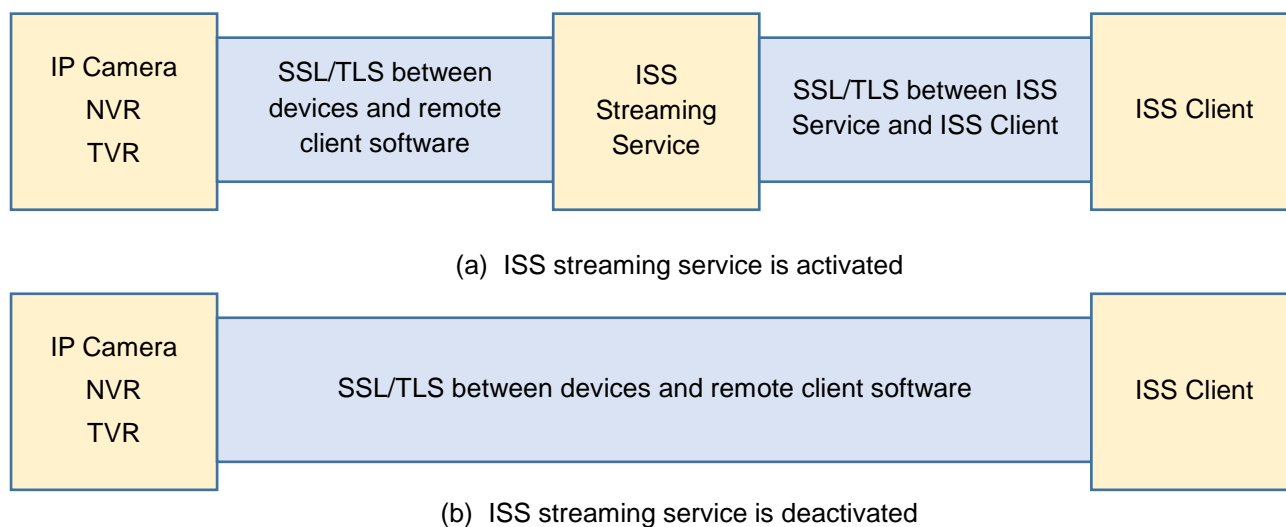 IP Camera
NVR
TVR
SSL/TLS between
devices and remote
client software
ISS
Streaming
Service
SSL/TLS between ISS
Service and ISS Client
ISS Client
(a) ISS streaming service is activated
IP Camera
NVR
TVR
SSL/TLS between devices and remote client software
ISS Client
(b) ISS streaming service is deactivated